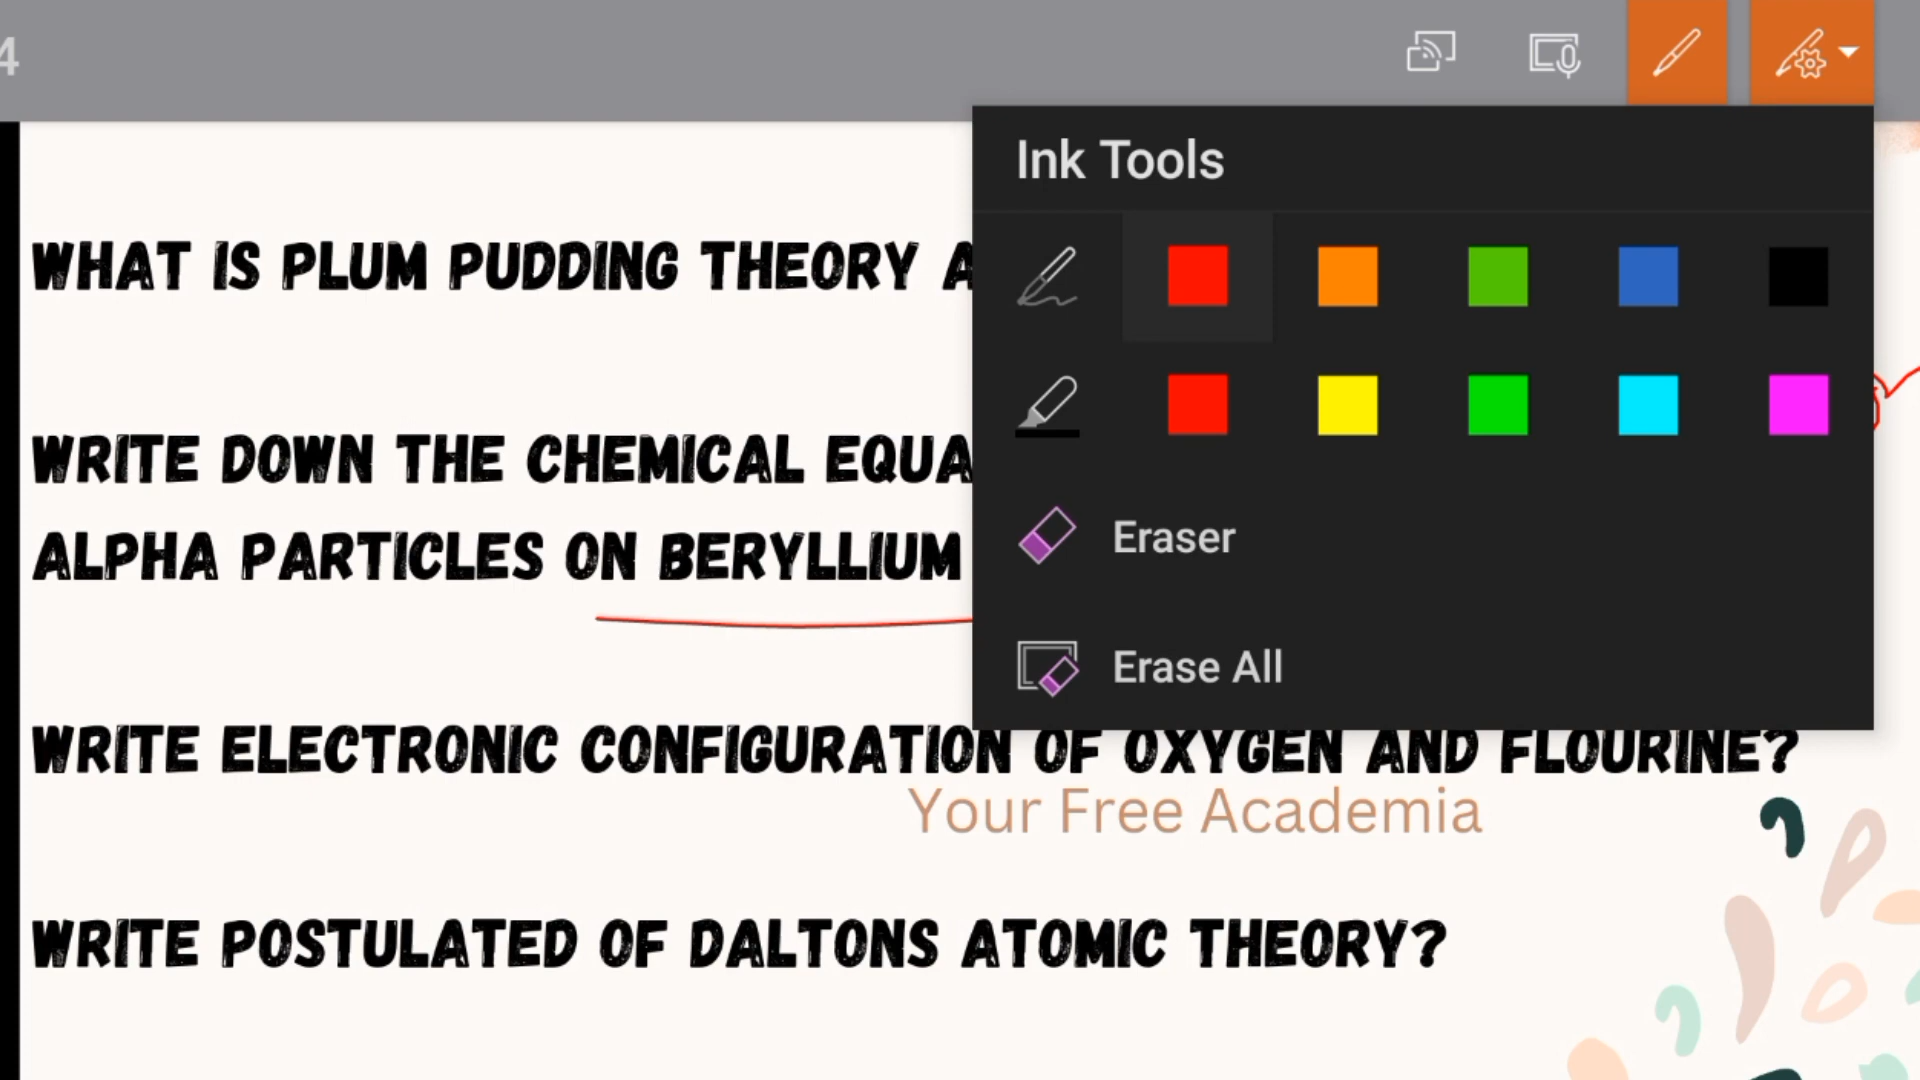 4
Ink Tools
WHAT IS PLUM PUDDING THEORY A
WRITE DOWN THE CHEMICAL EQUA
ALPHA PARTICLES ON BERYLLIUM
Eraser
Erase All
WRITE ELECTRONIC CONFIGURATION OF OXYGEN AND FLOURINE?
Your Free Academia
WRITE POSTULATED OF DALTONS ATOMIC THEORY?